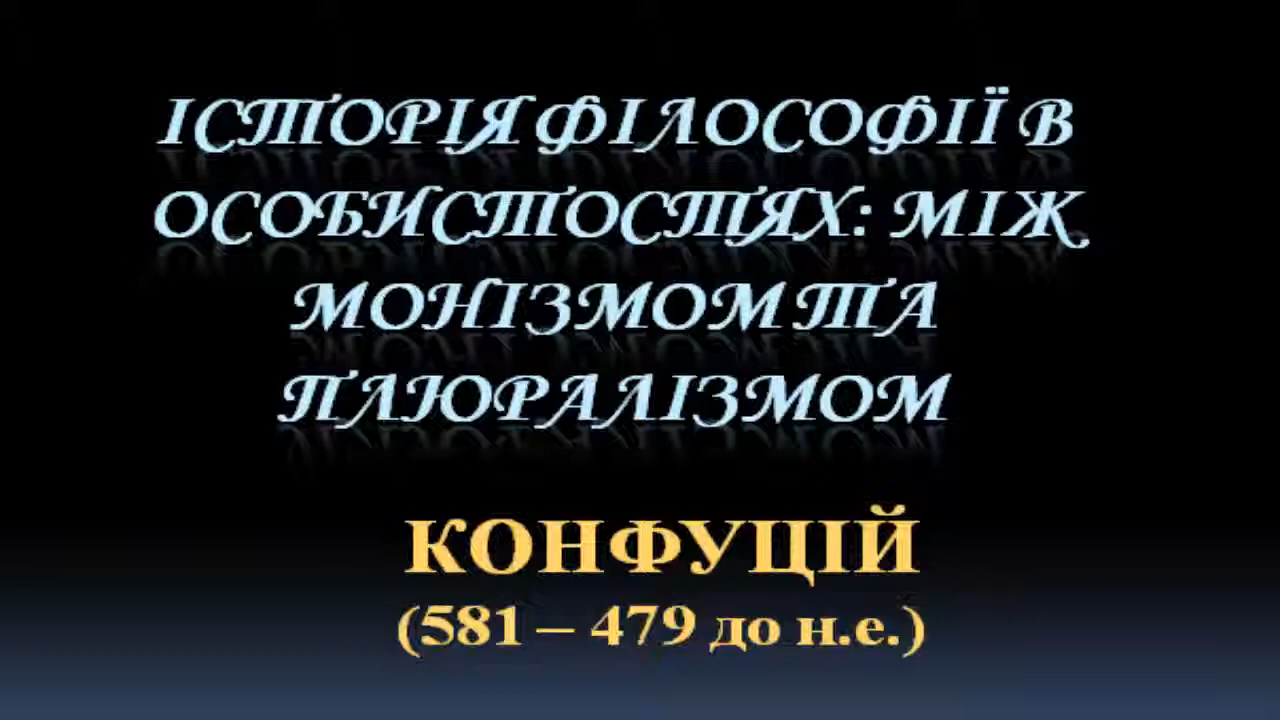 ІСТОРІЯ ФІЛОСОФІЇ В
ОСОБИСТОСТЯХ: МІЖ
МОНІЗМОМ ТА
ПЛЮРАЛІЗМОМ
КОНФУЦІЙ
(581 – 479 до н.е.)